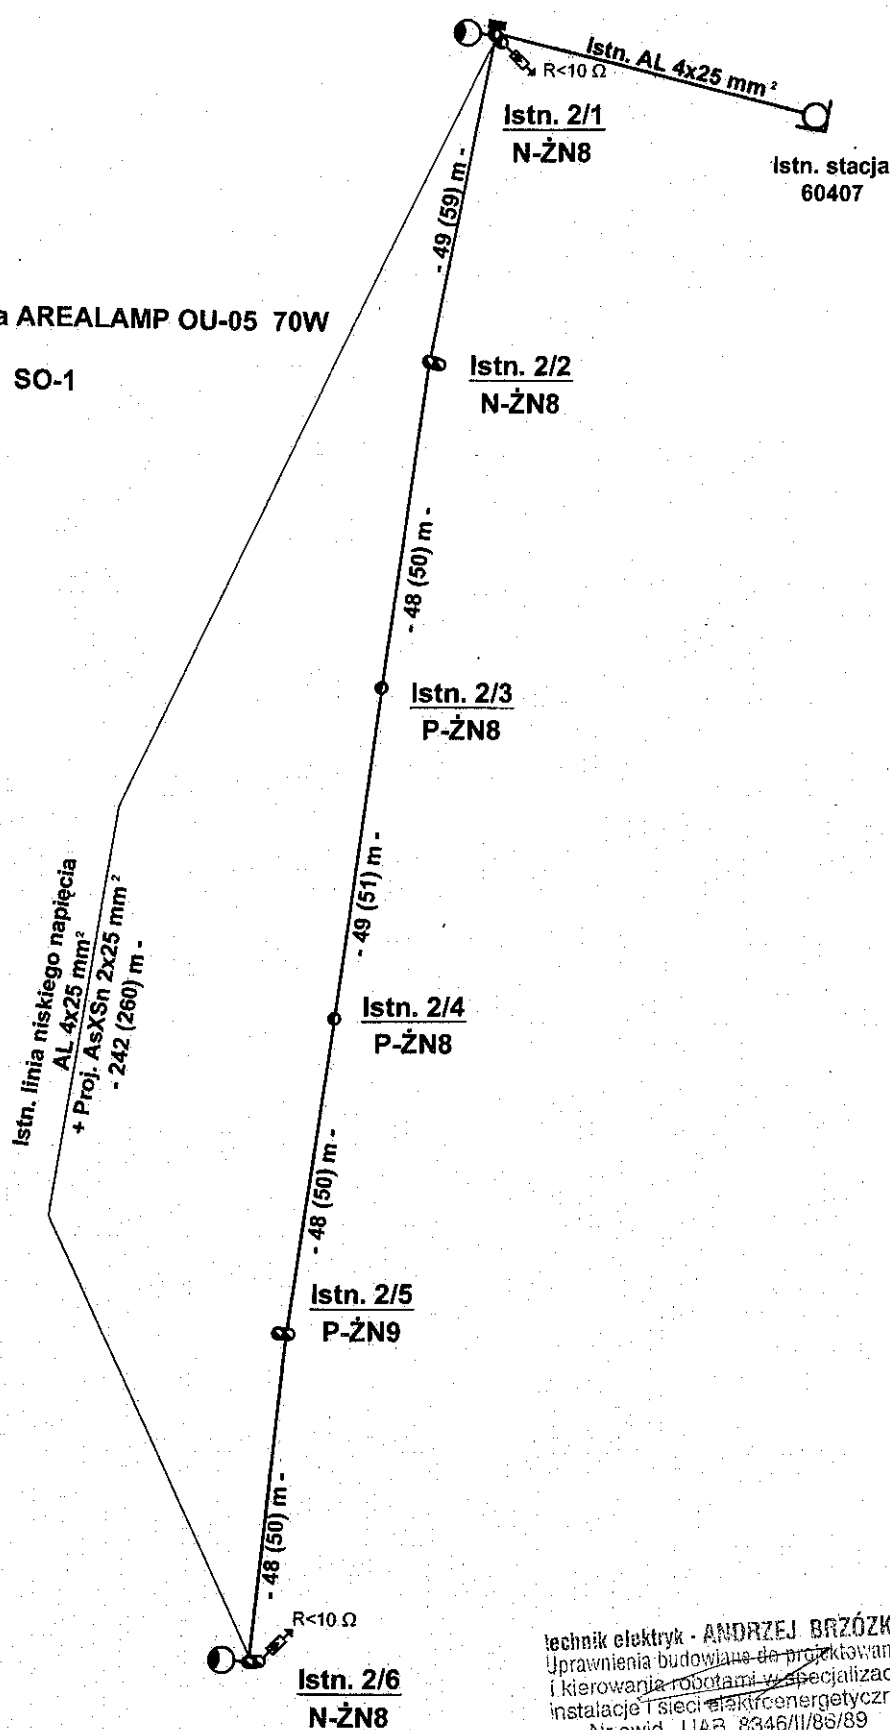 Istn. AL 4x25 mm²
R<10 Ω
Istn. 2/1
N-ŻN8
Istn. stacja
60407
- 49 (59) m -
AREALAMP OU-05 70W
SO-1
Istn. 2/2
N-ŻN8
- 48 (50) m -
Istn. 2/3
P-ŻN8
- 49 (51) m -
Istn. linia niskiego napięcia
AL 4x25 mm²
+ Proj. AsXSn 2x25 mm²
- 242 (260) m -
Istn. 2/4
P-ŻN8
- 48 (50) m -
Istn. 2/5
P-ŻN9
- 48 (50) m -
R<10 Ω
Istn. 2/6
N-ŻN8
technik elektryk - ANDRZEJ BRZÓZK
Uprawnienia budowlane do projektowan
i kierowania robotami w specjalizac
instalacje i sieci elektroenergetyczn
Nr ewid. UAB 8346/II/86/89